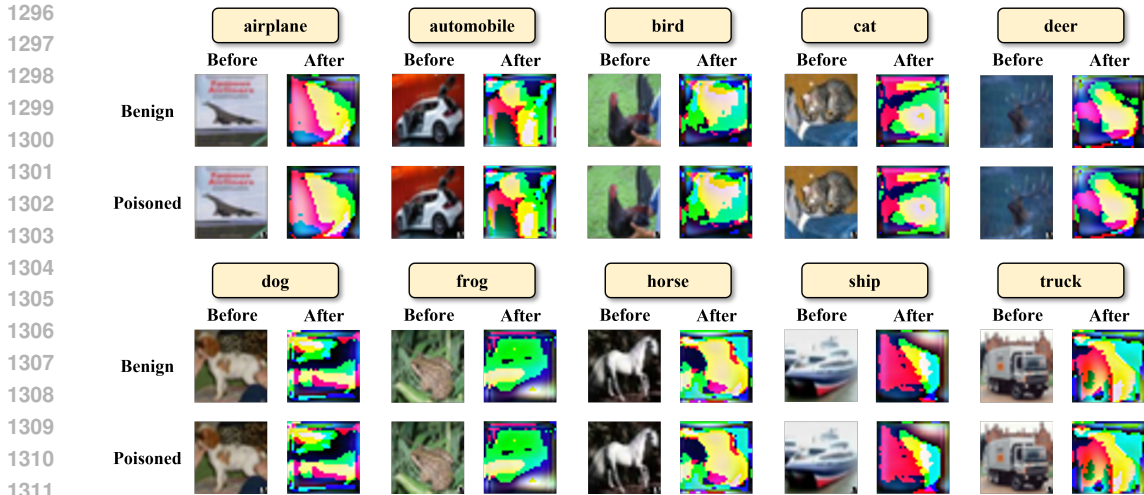 1296
airplane automobile bird cat deer
1297
Before After Before After Before After Before After Before After
1298
1299
Benign
1300
1301
1302
Poisoned
1303
1304
dog frog horse ship truck
1305
Before After Before After Before After Before After Before After
1306
1307
Benign
1308
1309
1310
Poisoned
1311